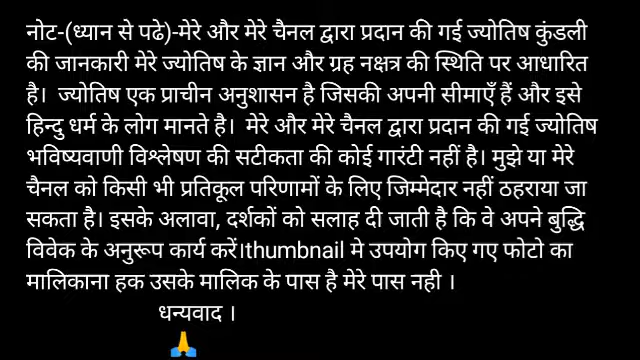 नोट-(ध्यान से पढे)-मेरे और मेरे चैनल द्वारा प्रदान की गई ज्योतिष कुंडली
की जानकारी मेरे ज्योतिष के ज्ञान और ग्रह नक्षत्र की स्थिति पर आधारित
है। ज्योतिष एक प्राचीन अनुशासन है जिसकी अपनी सीमाएँ हैं और इसे
हिन्दु धर्म के लोग मानते है। मेरे और मेरे चैनल द्वारा प्रदान की गई ज्योतिष
भविष्यवाणी विश्लेषण की सटीकता की कोई गारंटी नहीं है। मुझे या मेरे
चैनल को किसी भी प्रतिकूल परिणामों के लिए जिम्मेदार नहीं ठहराया जा
सकता है। इसके अलावा, दर्शकों को सलाह दी जाती है कि वे अपने बुद्धि
विवेक के अनुरूप कार्य करें।thumbnail मे उपयोग किए गए फोटो का
मालिकाना हक उसके मालिक के पास है मेरे पास नही ।
धन्यवाद ।
🙏